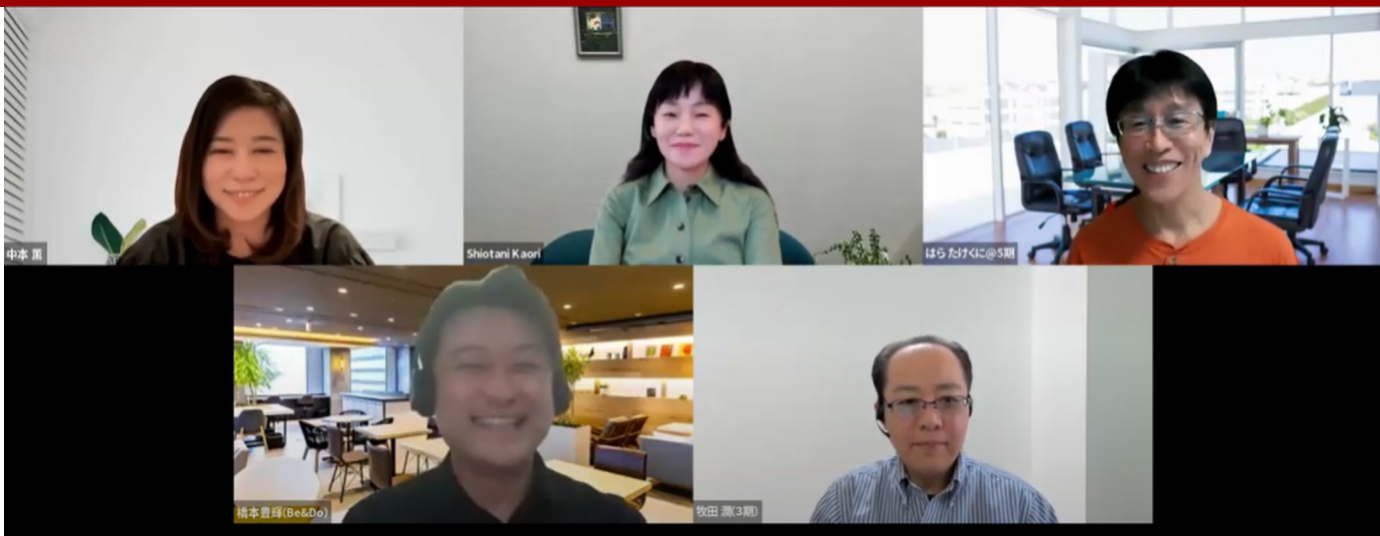 中本 薫
Shiotani Kaori
はら たけくに@5期
橋本豊輝(Be&Do)
牧田 潤(3期)